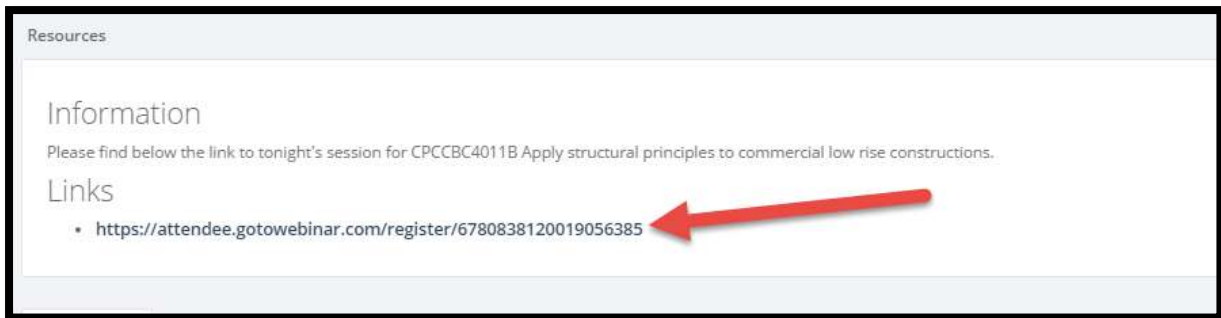 Resources
Information
Please find below the link to tonight's session for CPCCBC4011B Apply structural principles to commercial low rise constructions.
Links
• https://attendee.gotowebinar.com/register/6780838120019056385